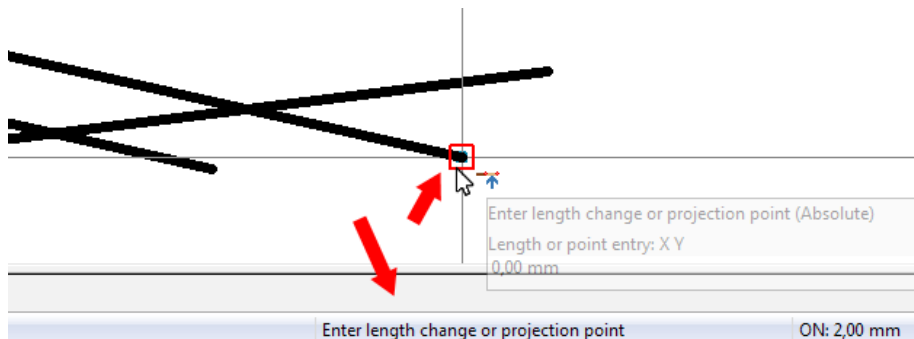 Enter length change or projection point (Absolute)
Length or point entry: X Y
0,00 mm
Enter length change or projection point
ON: 2,00 mm